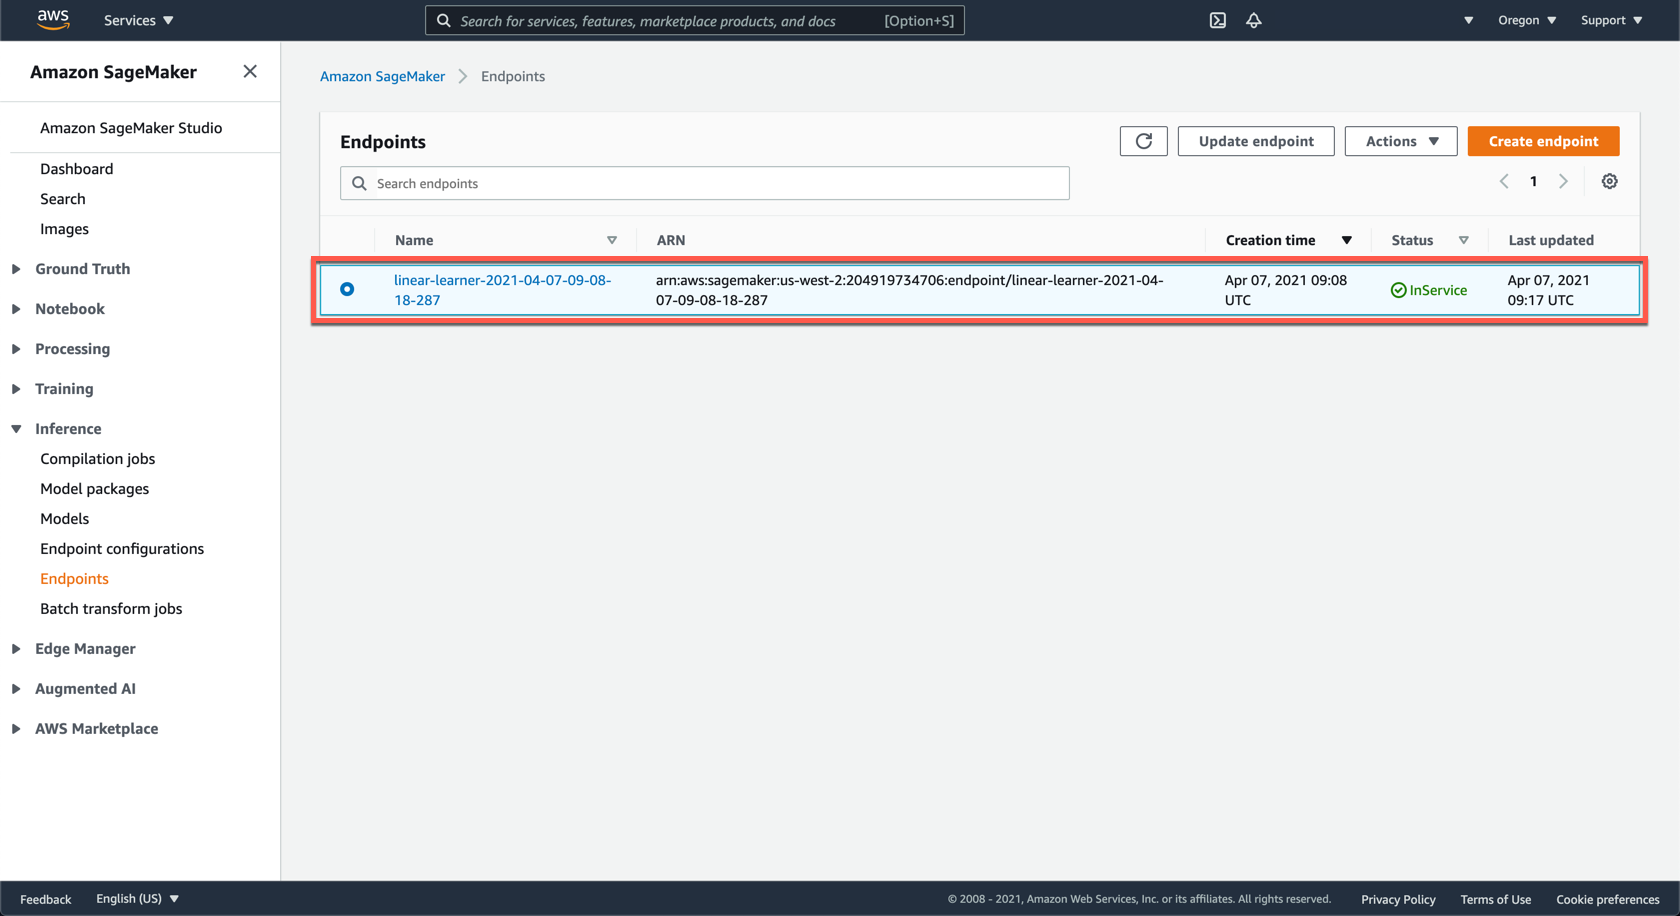 aws
Services
Search for services, features, marketplace products, and docs
[Option+S]
Oregon
Support
Amazon SageMaker
Amazon SageMaker Studio
Dashboard
Search
Images
Ground Truth
Notebook
Processing
Training
Inference
Compilation jobs
Model packages
Models
Endpoint configurations
Endpoints
Batch transform jobs
Edge Manager
Augmented AI
AWS Marketplace
Amazon SageMaker
Endpoints
Endpoints
Update endpoint
Actions
Create endpoint
Search endpoints
1
Name
ARN
Creation time
Status
Last updated
linear-learner-2021-04-07-09-08-
18-287
arn:aws:sagemaker:us-west-2:204919734706:endpoint/linear-learner-2021-04-
07-09-08-18-287
Apr 07, 2021 09:08
UTC
InService
Apr 07, 2021
09:17 UTC
Feedback
English (US)
© 2008 - 2021, Amazon Web Services, Inc. or its affiliates. All rights reserved.
Privacy Policy
Terms of Use
Cookie preferences